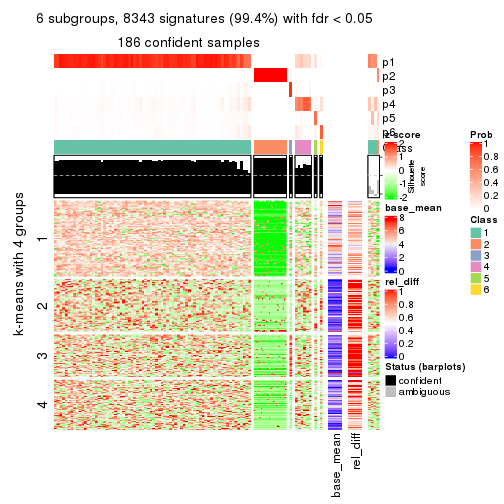 6 subgroups, 8343 signatures (99.4%) with fdr < 0.05
186 confident samples
p1
p2
p3
p4
p5
p6
Class
Silhouette
score
k-means with 4 groups
1
2
3
4
base_mean
rel_diff
z-score
2
1
0
-1
-2
base_mean
8
6
4
2
0
rel_diff
1
0.8
0.6
0.4
0.2
0
Status (barplots)
confident
ambiguous
Prob
1
0.8
0.6
0.4
0.2
0
Class
1
2
3
4
5
6